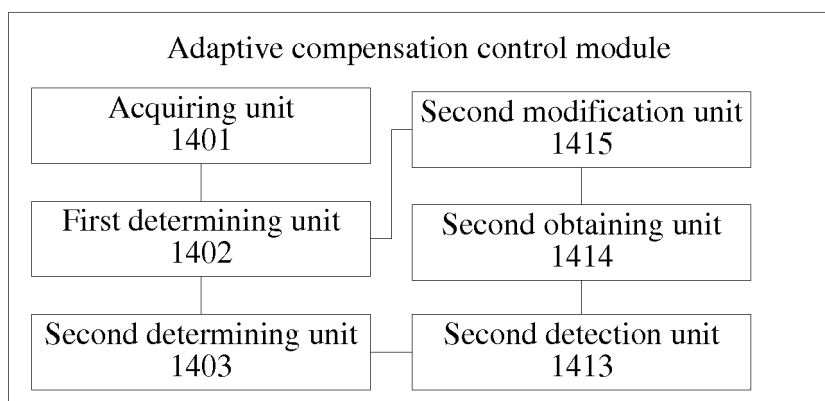 Adaptive compensation control module
Acquiring unit
1401
First determining unit
1402
Second determining unit
1403
Second modification unit
1415
Second obtaining unit
1414
Second detection unit
1413